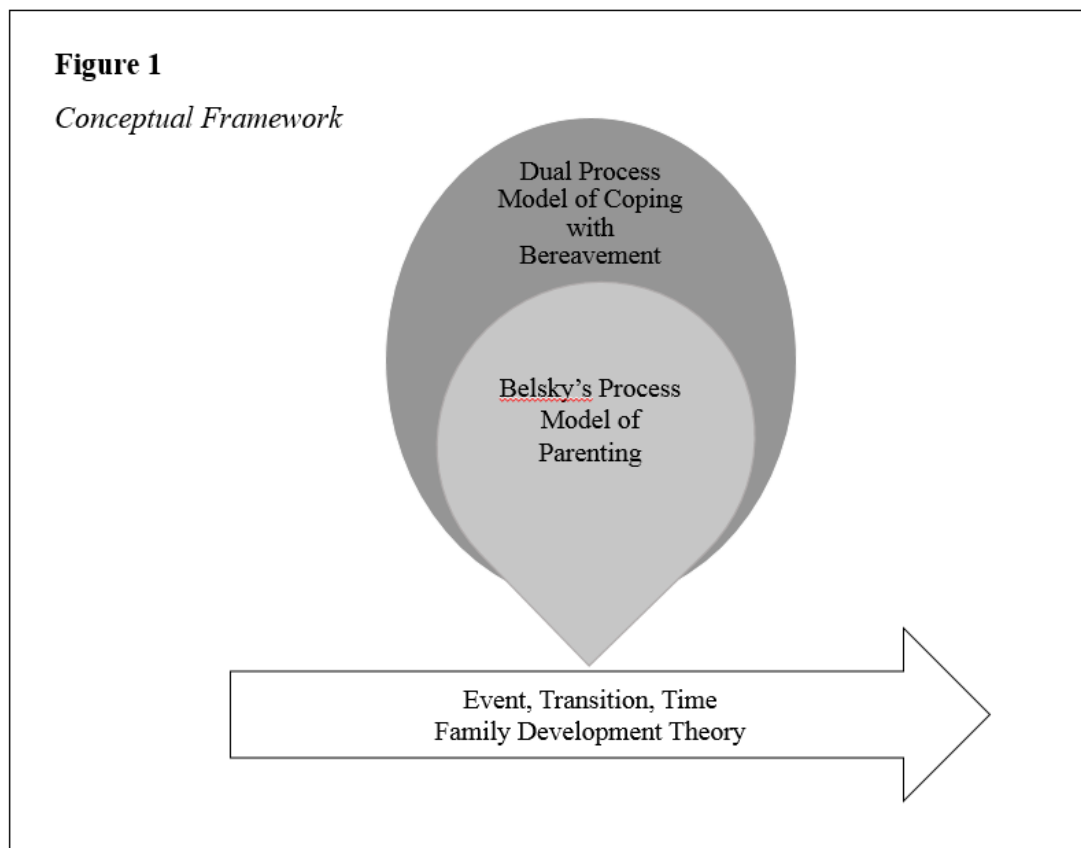 Figure 1
Conceptual Framework
Dual Process
Model of Coping
with
Bereavement
Belsky’s Process
Model of
Parenting
Event, Transition, Time
Family Development Theory